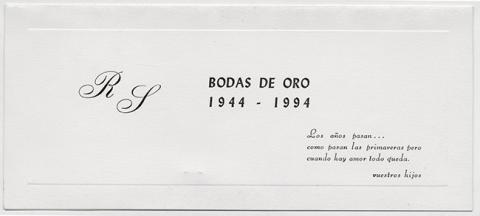 R S
BODAS DE ORO
1944 - 1994
Los años pasan...
como pasan las primaveras pero
cuando hay amor todo queda.
vuestros hijos